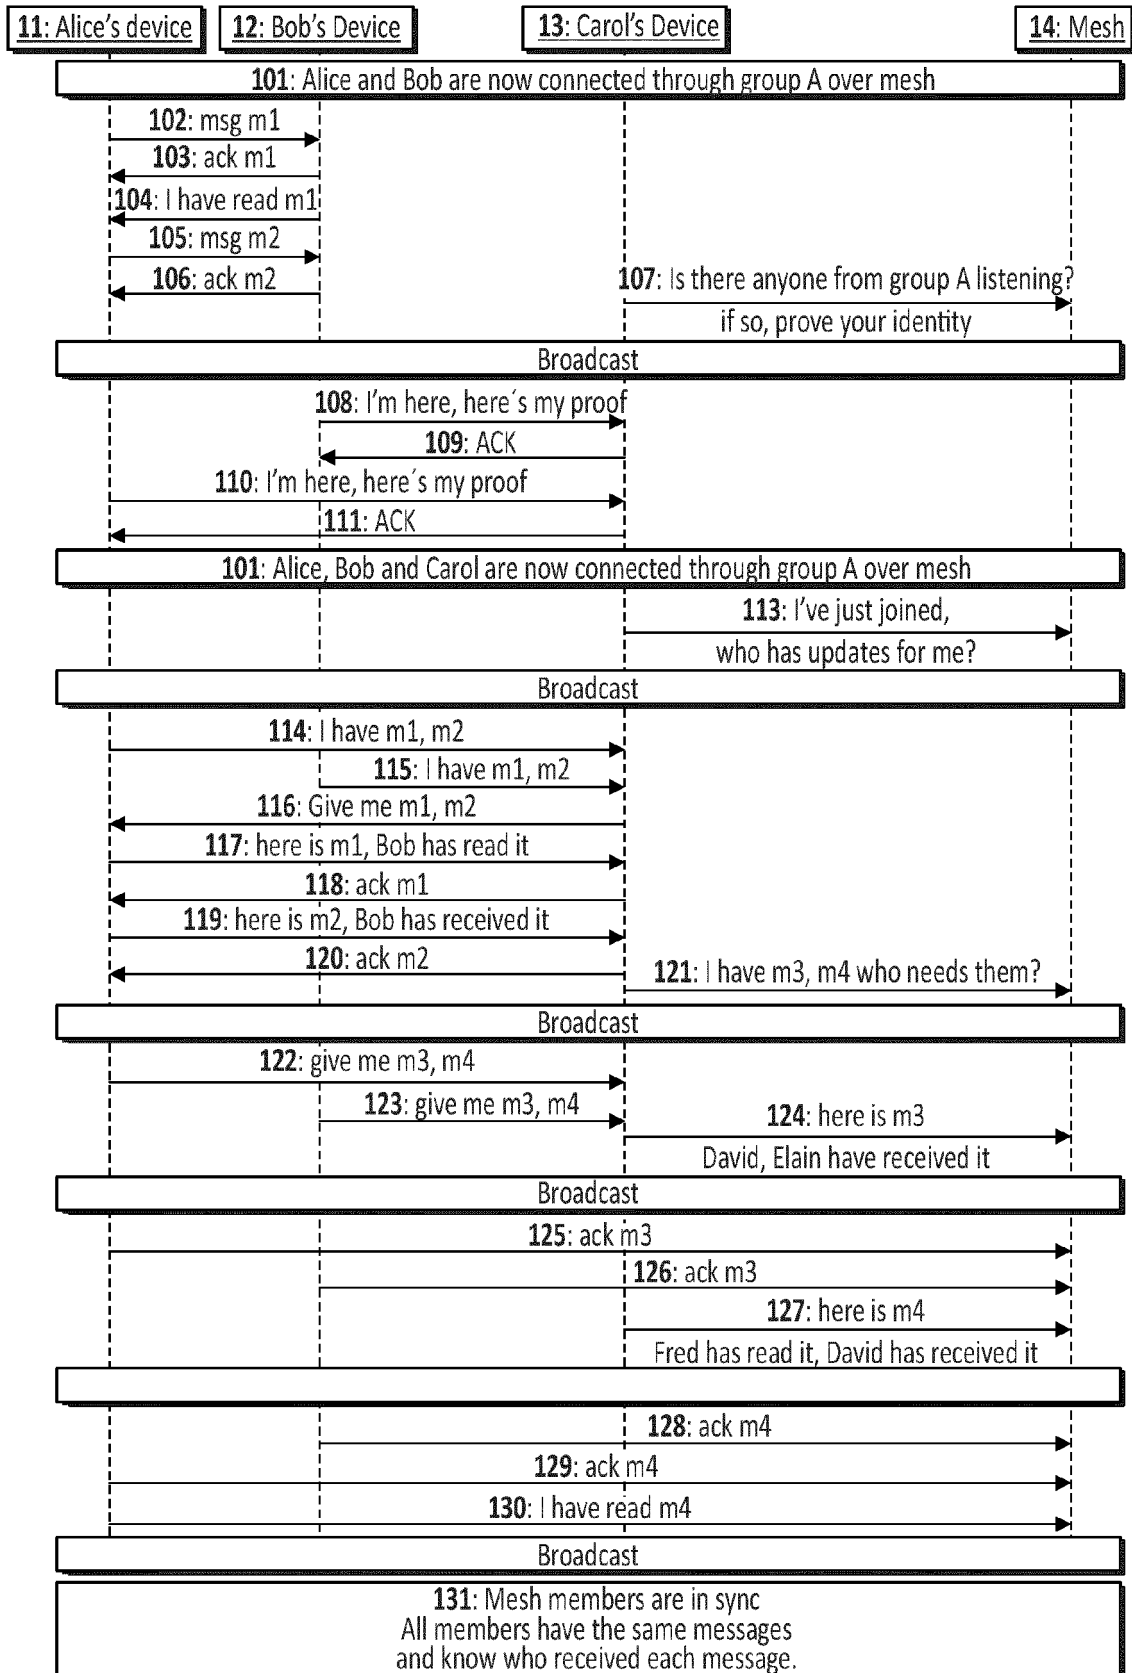 11: Alice's device
12: Bob's Device
13: Carol's Device
14: Mesh
101: Alice and Bob are now connected through group A over mesh
102: msg m1
103: ack m1
104: I have read m1
105: msg m2
106: ack m2
107: Is there anyone from group A listening?
if so, prove your identity
Broadcast
108: I'm here, here´s my proof
109: ACK
110: I'm here, here´s my proof
111: ACK
101: Alice, Bob and Carol are now connected through group A over mesh
113: I've just joined,
who has updates for me?
Broadcast
114: I have m1, m2
115: I have m1, m2
116: Give me m1, m2
117: here is m1, Bob has read it
118: ack m1
119: here is m2, Bob has received it
120: ack m2
121: I have m3, m4 who needs them?
Broadcast
122: give me m3, m4
123: give me m3, m4
124: here is m3
David, Elain have received it
Broadcast
125: ack m3
126: ack m3
127: here is m4
Fred has read it, David has received it
128: ack m4
129: ack m4
130: I have read m4
Broadcast
131: Mesh members are in sync
All members have the same messages
and know who received each message.